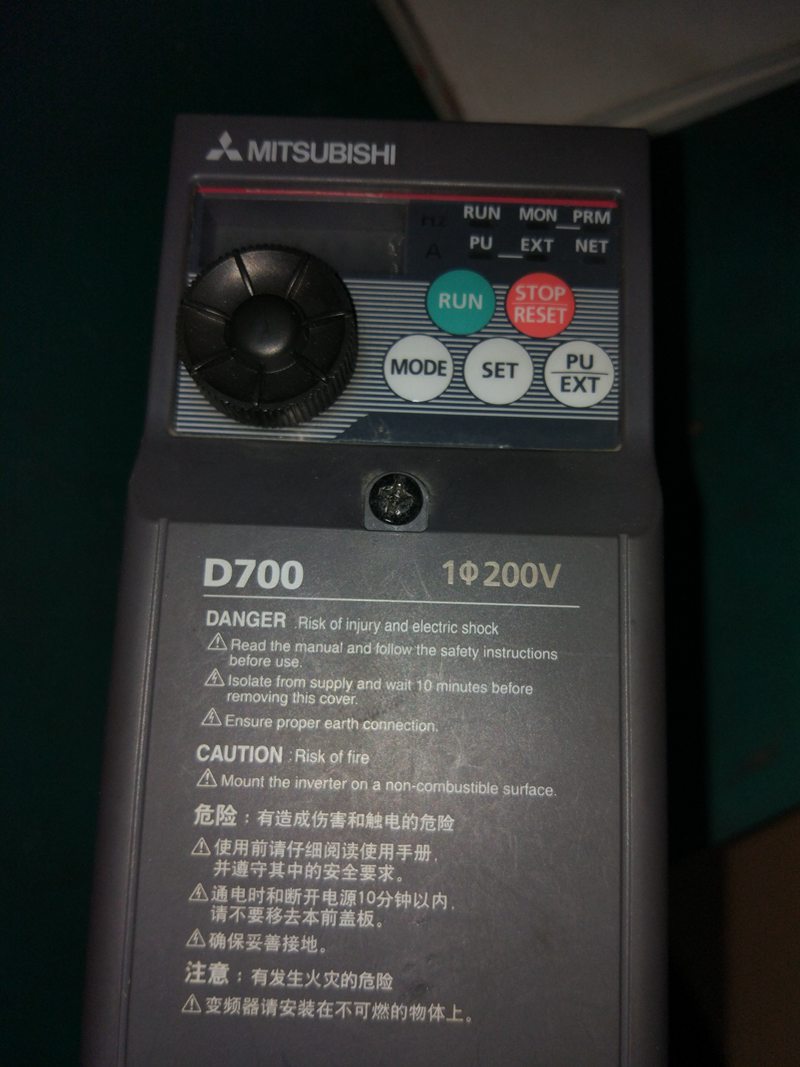 MITSUBISHI
Hz RUN MON PRM
A PU EXT NET
RUN STOP
RESET
MODE SET PU
EXT
D700 1Φ200V
DANGER :Risk of injury and electric shock
Read the manual and follow the safety instructions
before use.
Isolate from supply and wait 10 minutes before
removing this cover.
Ensure proper earth connection.
CAUTION :Risk of fire
Mount the inverter on a non-combustible surface.
危险：有造成伤害和触电的危险
使用前请仔细阅读使用手册，
并遵守其中的安全要求。
通电时和断开电源10分钟以内，
请不要移去本前盖板。
确保妥善接地。
注意：有发生火灾的危险
变频器请安装在不可燃的物体上。